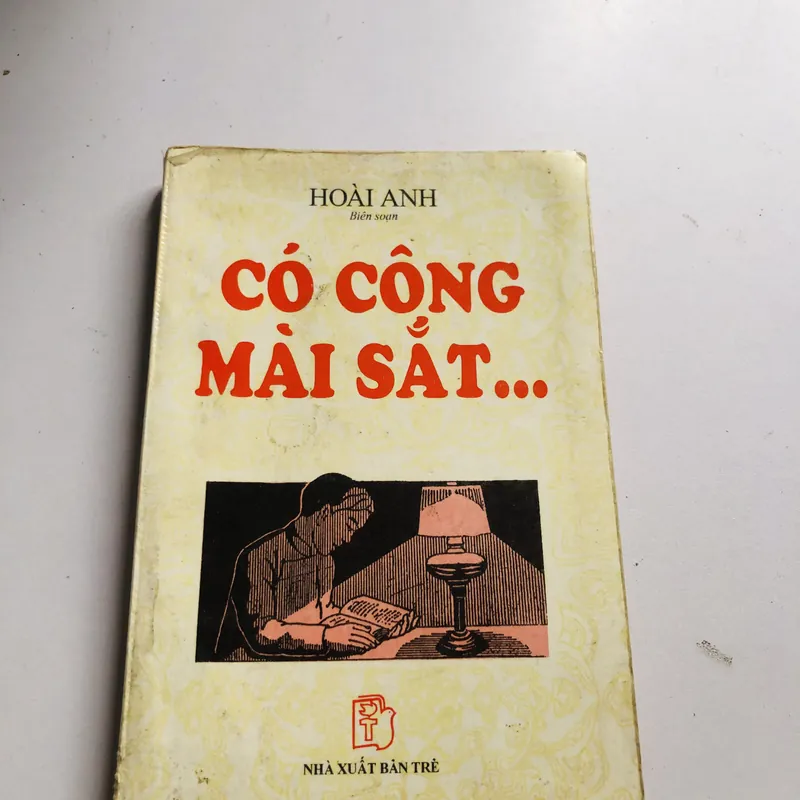 HOÀI ANH
Biên soạn
CÓ CÔNG
MÀI SẮT...
T
NHÀ XUẤT BẢN TRẺ